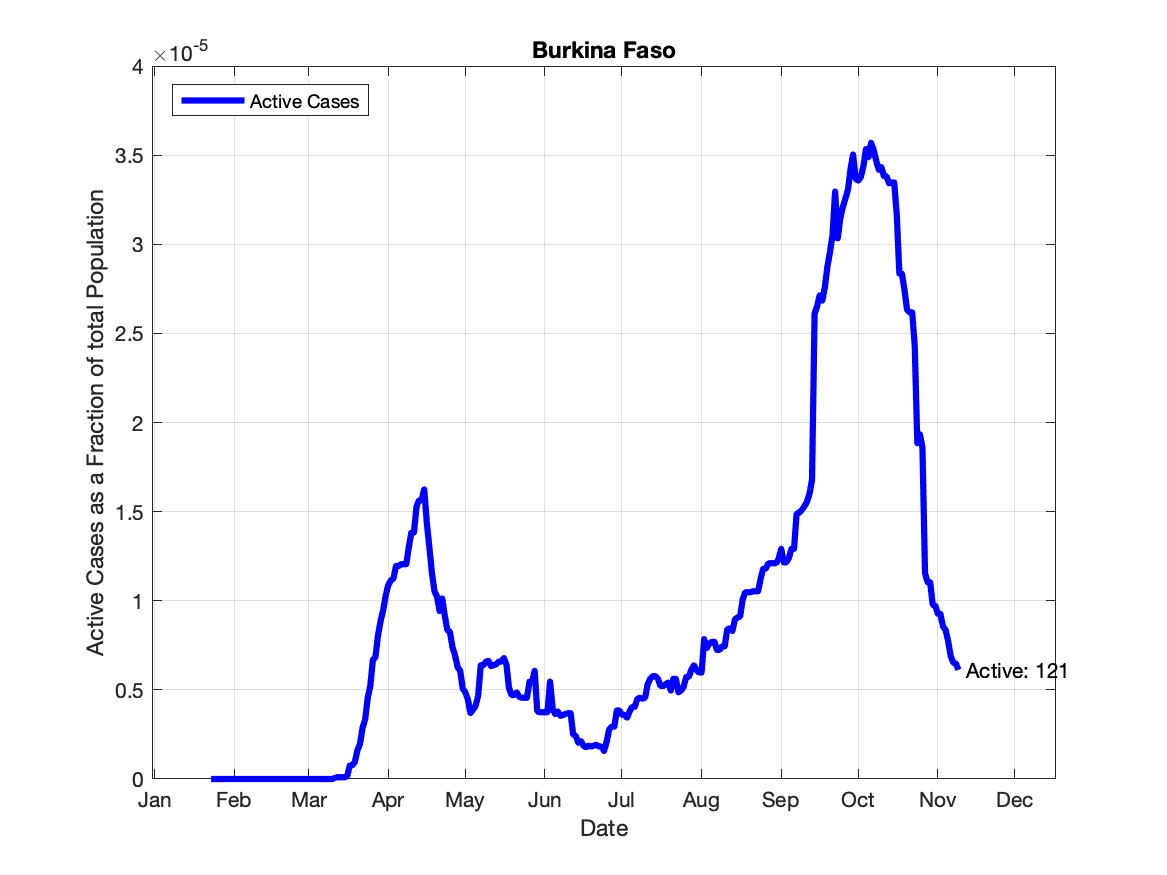 Burkina Faso
×10-5
4
3.5
3
2.5
2
1.5
1
0.5
0
Active Cases as a Fraction of total Population
Active Cases
Active: 121
Jan Feb Mar Apr May Jun Jul Aug Sep Oct Nov Dec
Date